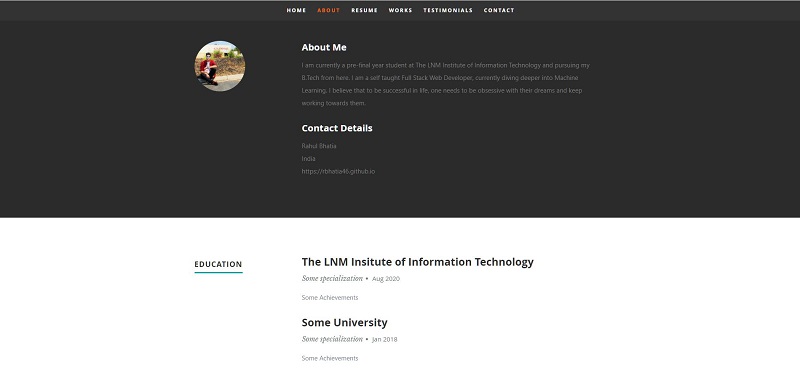 HOME ABOUT RESUME WORKS TESTIMONIALS CONTACT
About Me
I am currently a pre-final year student at The LNM Institute of Information Technology and pursuing my
B.Tech from here. I am a self taught Full Stack Web Developer, currently diving deeper into Machine
Learning. I believe that to be successful in life, one needs to be obsessive with their dreams and keep
working towards them.
Contact Details
Rahul Bhatia
India
https://rbhatia46.github.io
EDUCATION
The LNM Insitute of Information Technology
Some specialization • Aug 2020
Some Achievements
Some University
Some specialization • Jan 2018
Some Achievements